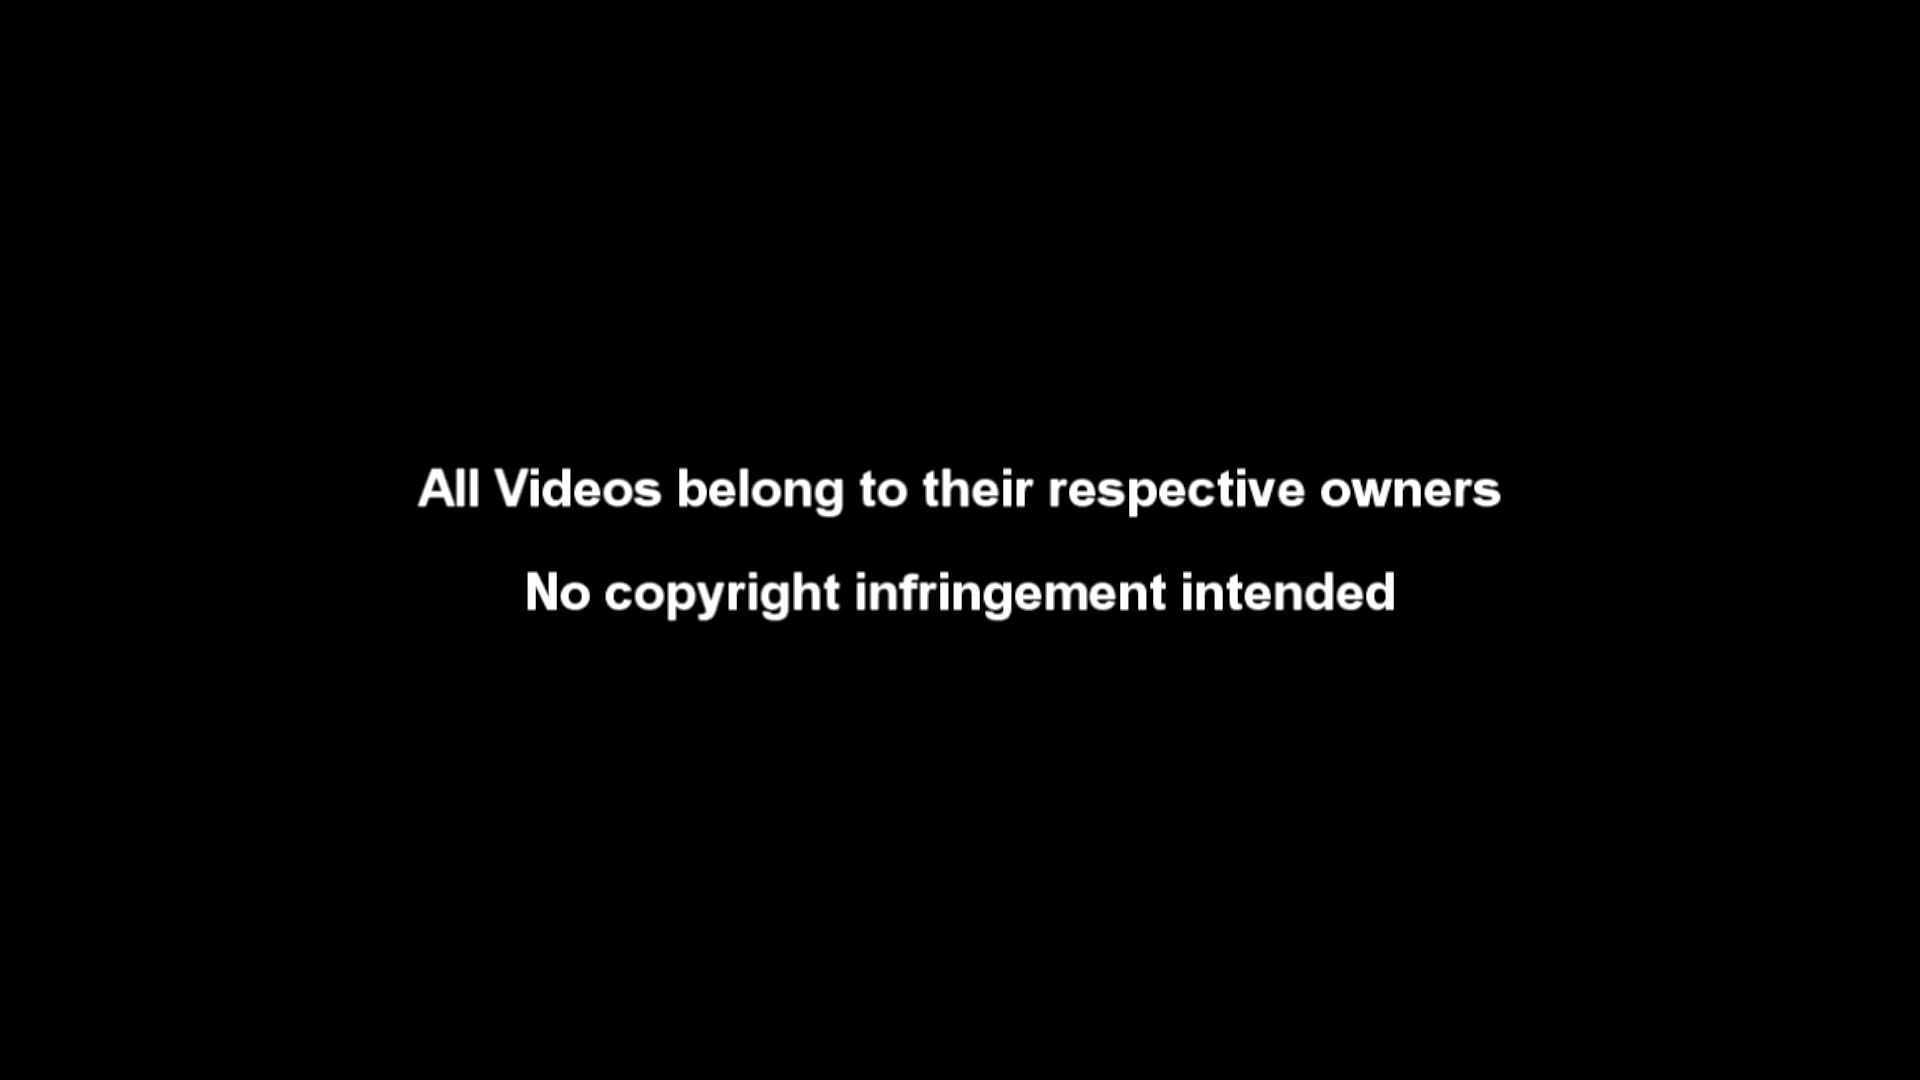 All Videos belong to their respective owners
No copyright infringement intended